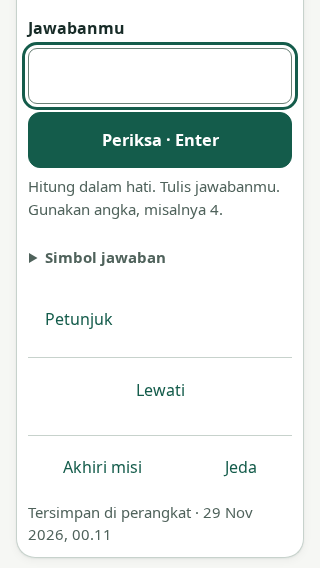 Jawabanmu
Periksa · Enter
Hitung dalam hati. Tulis jawabanmu.
Gunakan angka, misalnya 4.
▶ Simbol jawaban
Petunjuk
Lewati
Akhiri misi
Jeda
Tersimpan di perangkat · 29 Nov
2026, 00.11